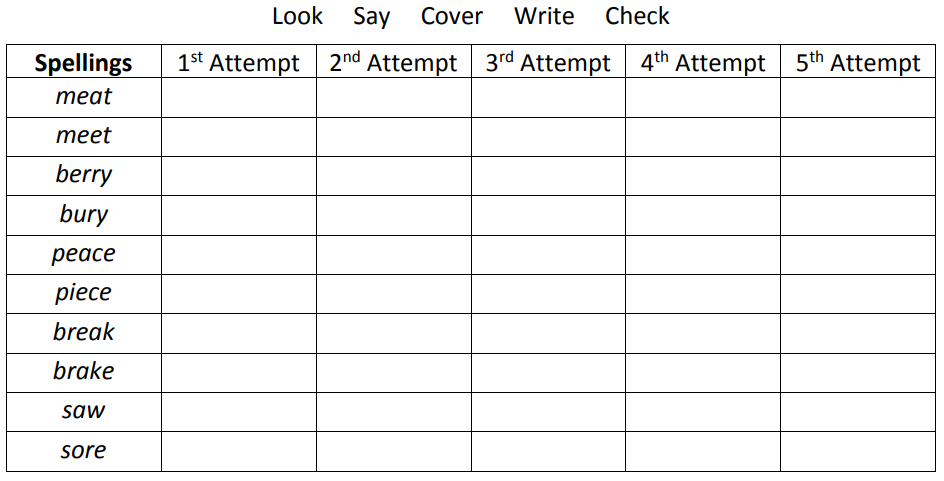 Look Say Cover Write Check
Spellings 1st Attempt 2nd Attempt 3rd Attempt 4th Attempt 5th Attempt
meat
meet
berry
bury
peace
piece
break
brake
saw
sore